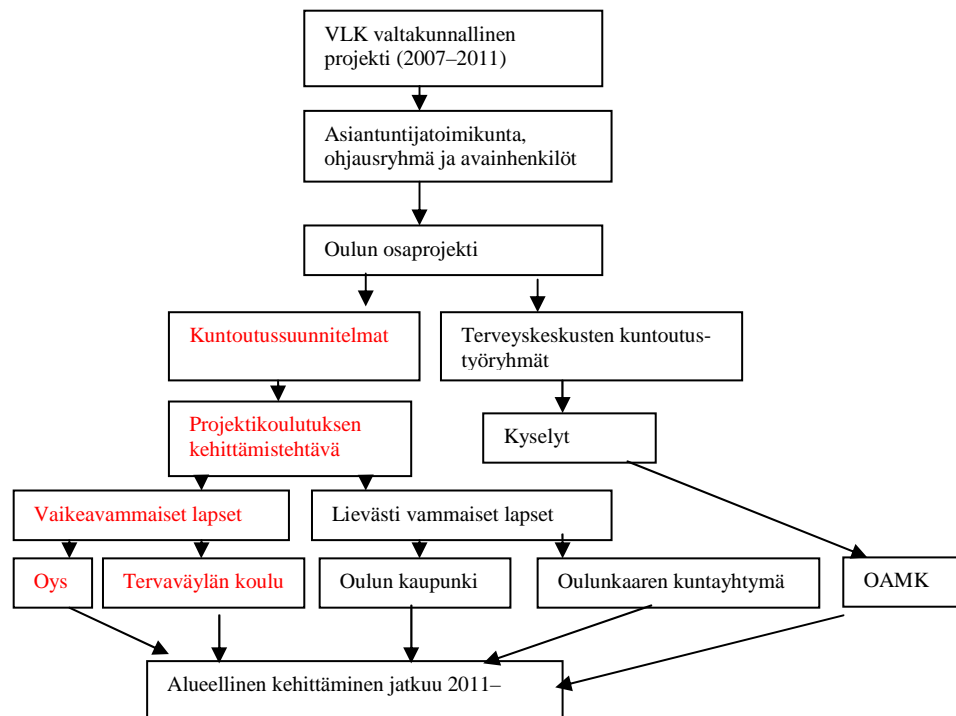 VLK valtakunnallinen
projekti (2007–2011)
Asiantuntijatoimikunta,
ohjausryhmä ja avainhenkilöt
Oulun osaprojekti
Kuntoutussuunnitelmat
Terveyskeskusten kuntoutus-
työryhmät
Projektikoulutuksen
kehittämistehtävä
Kyselyt
Vaikeavammaiset lapset
Lievästi vammaiset lapset
Oys
Tervaväylän koulu
Oulun kaupunki
Oulunkaaren kuntayhtymä
OAMK
Alueellinen kehittäminen jatkuu 2011–